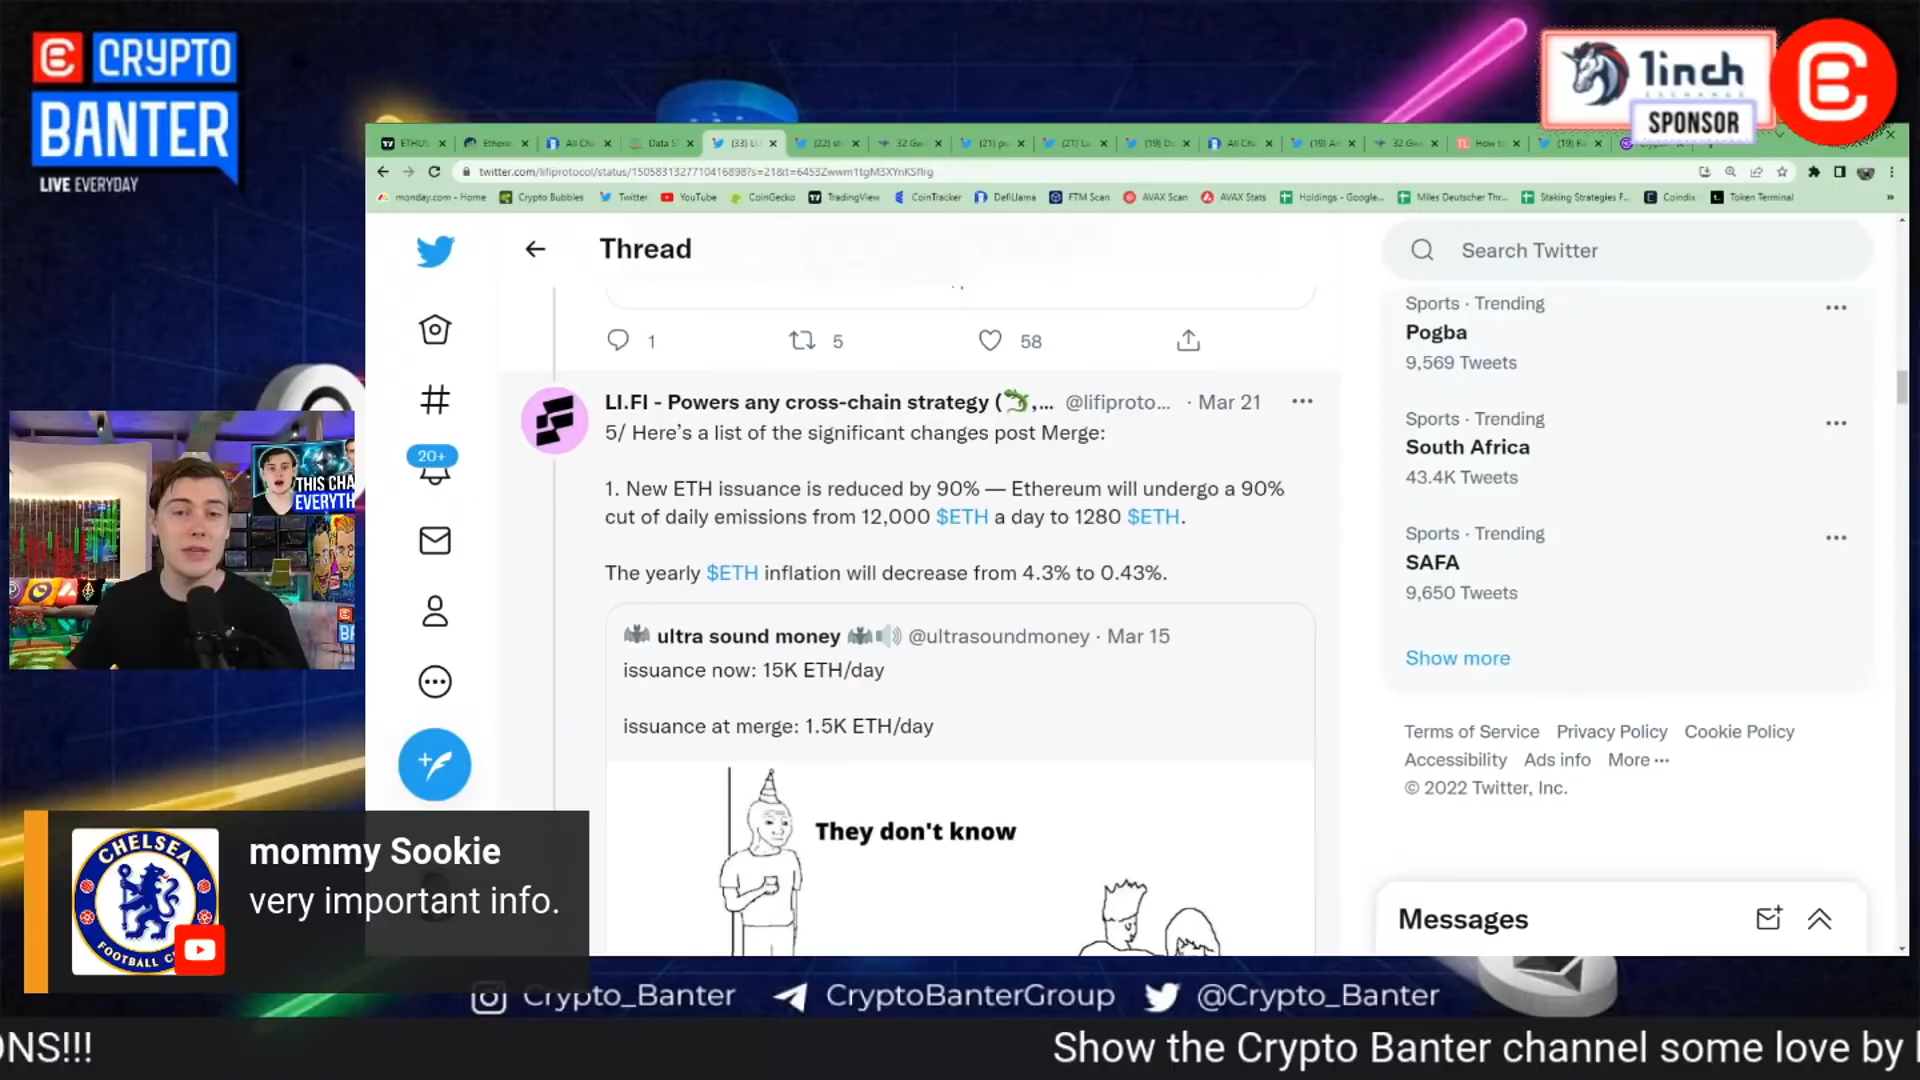 CRYPTO
BANTER
LIVE EVERYDAY
1inch
SPONSOR
twitter.com/lifiprotocol/status/1505831327710416898?s=21&t=6453Zwwm1tgM3XYnKSflrg
monday.com - Home
Crypto Bubbles
Twitter
YouTube
CoinGecko
TradingView
CoinTracker
DefiLlama
FTM Scan
AVAX Scan
AVAX Stats
Holdings - Google...
Miles Deutscher Thr...
Staking Strategies F...
Coindix
Token Terminal
Thread
Search Twitter
1
5
58
LI.FI - Powers any cross-chain strategy (🐉,... @lifiproto... · Mar 21
5/ Here's a list of the significant changes post Merge:
1. New ETH issuance is reduced by 90% — Ethereum will undergo a 90%
cut of daily emissions from 12,000 $ETH a day to 1280 $ETH.
The yearly $ETH inflation will decrease from 4.3% to 0.43%.
🦇 ultra sound money 🦇🔊 @ultrasoundmoney · Mar 15
issuance now: 15K ETH/day
issuance at merge: 1.5K ETH/day
They don't know
Sports · Trending
Pogba
9,569 Tweets
Sports · Trending
South Africa
43.4K Tweets
Sports · Trending
SAFA
9,650 Tweets
Show more
Terms of Service Privacy Policy Cookie Policy
Accessibility Ads info More ···
© 2022 Twitter, Inc.
Messages
20+
THIS CHA
EVERYTH
CHELSEA
FOOTBALL C
mommy Sookie
very important info.
Crypto_Banter
CryptoBanterGroup
@Crypto_Banter
ONS!!!
Show the Crypto Banter channel some love by